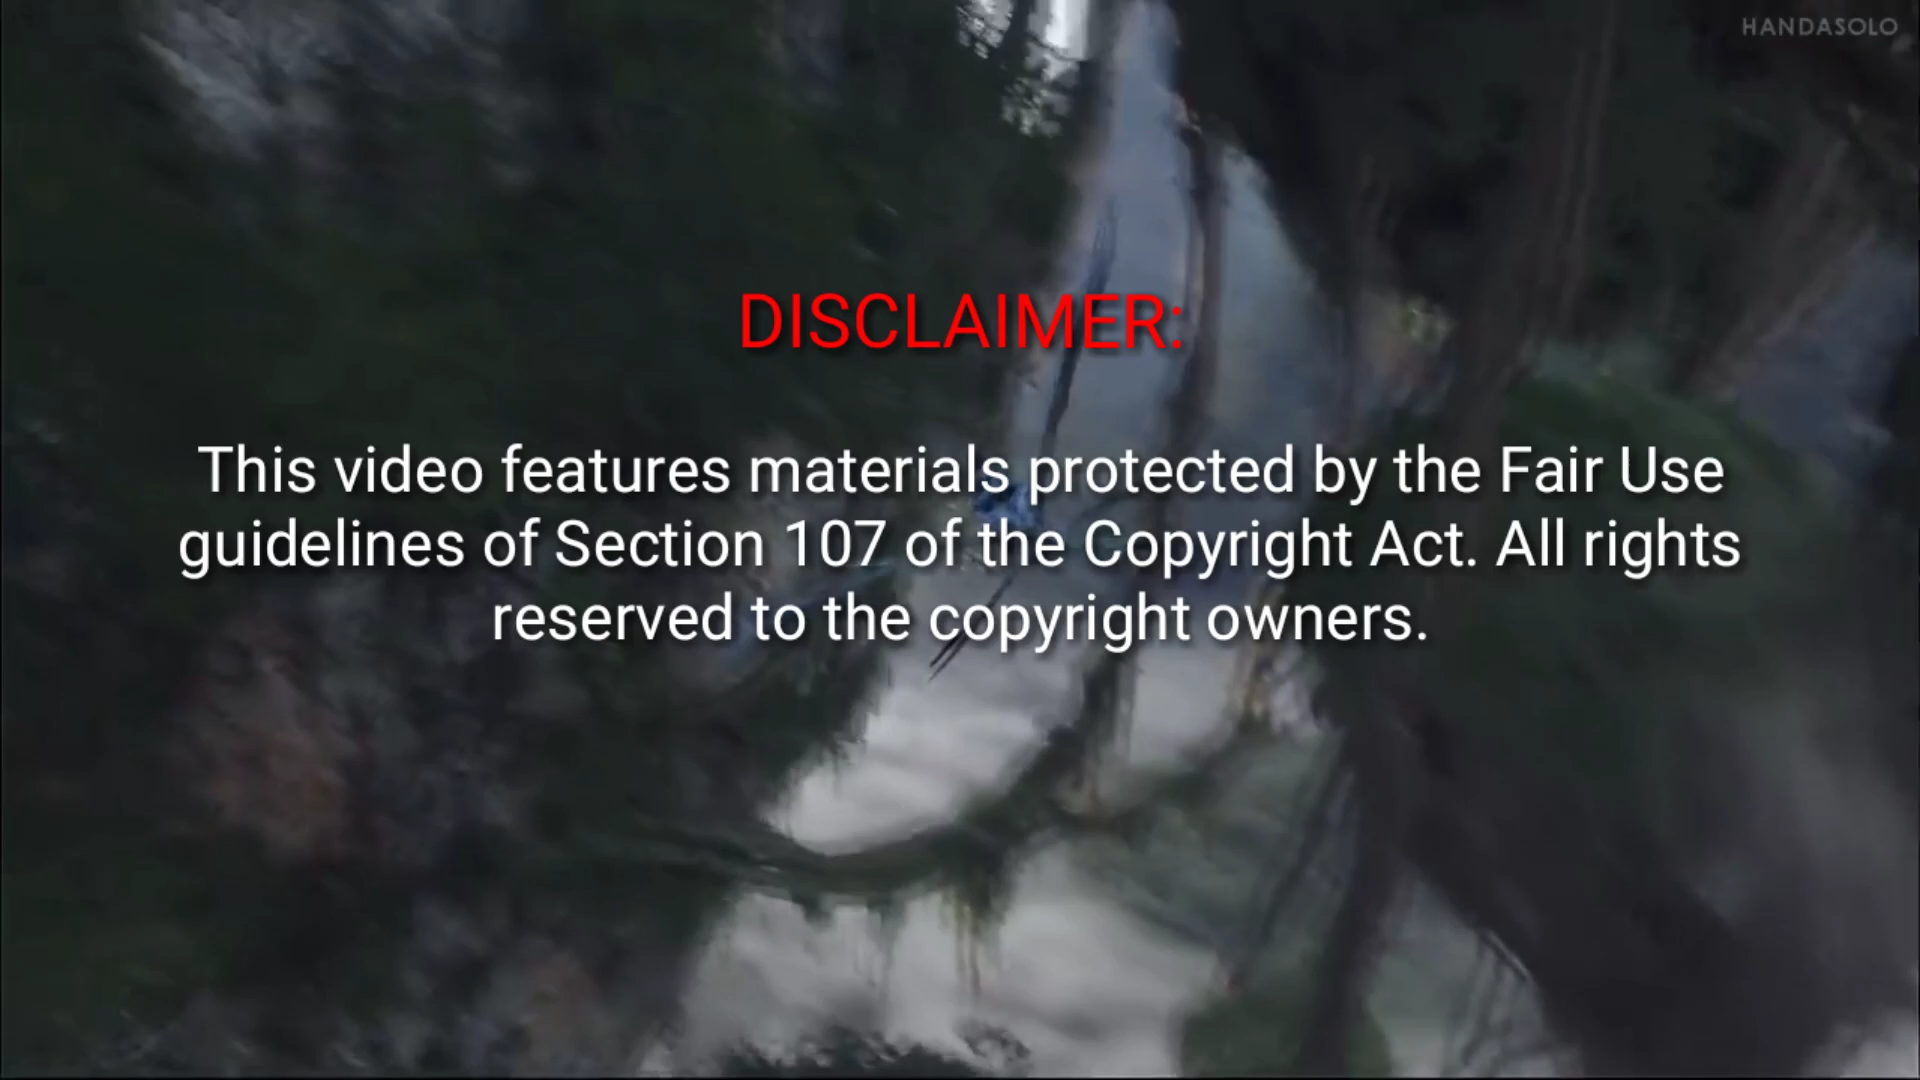 HANDASOLO
DISCLAIMER:
This video features materials protected by the Fair Use
guidelines of Section 107 of the Copyright Act. All rights
reserved to the copyright owners.